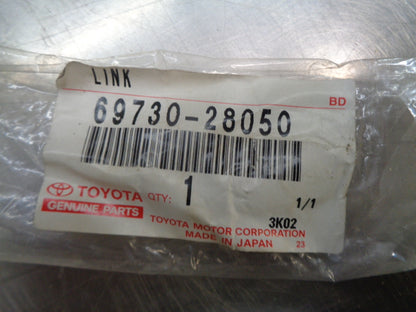 LINK
BD
69730-28050
TOYOTA QTY: 1 1/1
GENUINE PARTS
3K02
TOYOTA MOTOR CORPORATION
MADE IN JAPAN 23